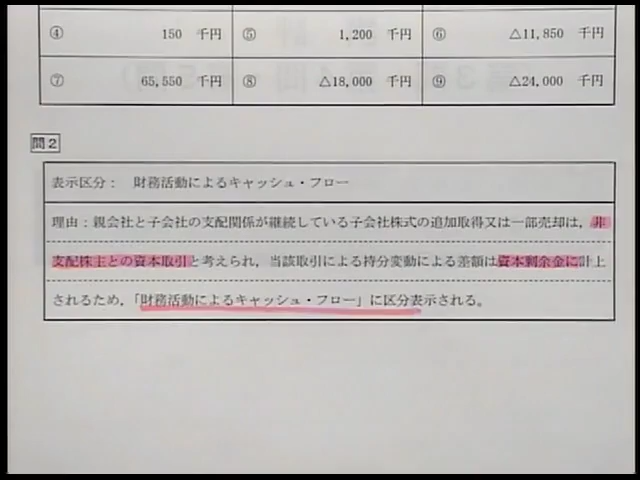 ④ 150 千円 ⑤ 1,200 千円 ⑥ △11,850 千円
⑦ 65,550 千円 ⑧ △18,000 千円 ⑨ △24,000 千円
問2
表示区分： 財務活動によるキャッシュ・フロー
理由：親会社と子会社の支配関係が継続している子会社株式の追加取得又は一部売却は，非
支配株主との資本取引と考えられ，当該取引による持分変動による差額は資本剰余金に計上
されるため，「財務活動によるキャッシュ・フロー」に区分表示される。